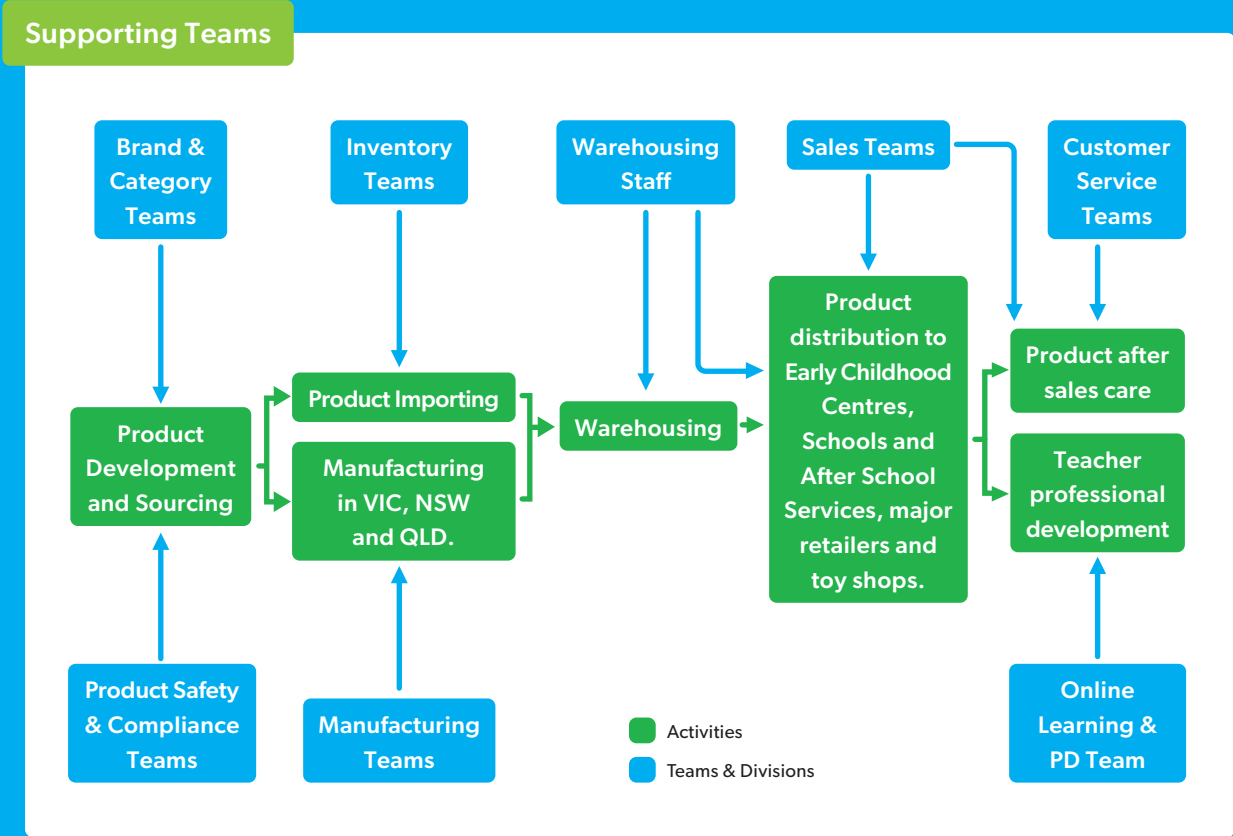 Supporting Teams
Brand &
Category
Teams
Inventory
Teams
Warehousing
Staff
Sales Teams
Customer
Service
Teams
Product
Development
and Sourcing
Product Importing
Manufacturing
in VIC, NSW
and QLD.
Warehousing
Product
distribution to
Early Childhood
Centres,
Schools and
After School
Services, major
retailers and
toy shops.
Product after
sales care
Teacher
professional
development
Product Safety
& Compliance
Teams
Manufacturing
Teams
Activities
Teams & Divisions
Online
Learning &
PD Team